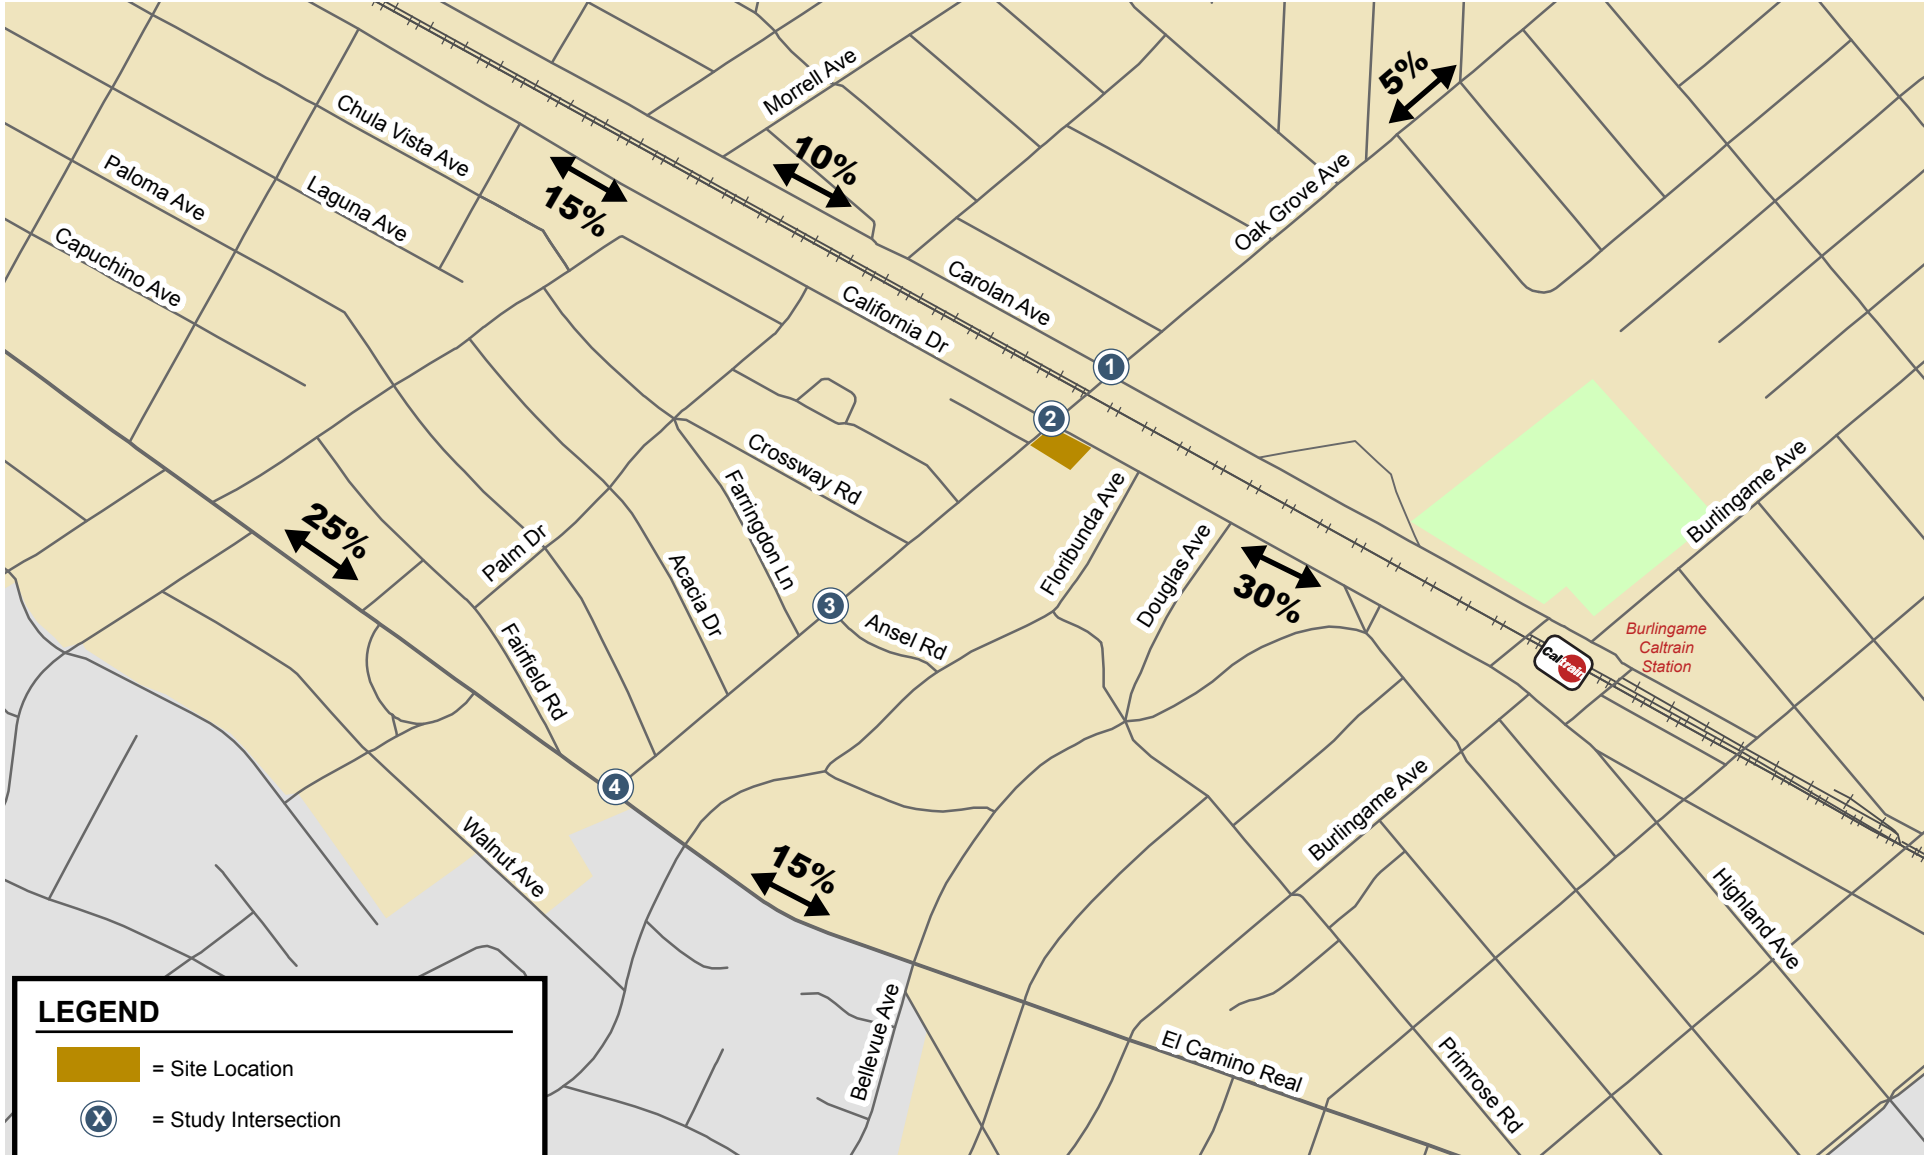 5%
Morrell Ave
Chula Vista Ave
10%
Paloma Ave
Laguna Ave
15%
Oak Grove Ave
Capuchino Ave
Carolan Ave
California Dr
1
2
Crossway Rd
Burlingame Ave
Farringdon Ln
Floribunda Ave
25%
Palm Dr
Douglas Ave
Acacia Dr
30%
3
Ansel Rd
Burlingame
Caltrain
Station
Caltrain
Fairfield Rd
4
Burlingame Ave
Walnut Ave
15%
Highland Ave
Bellevue Ave
El Camino Real
Primrose Rd
LEGEND
= Site Location
X
= Study Intersection